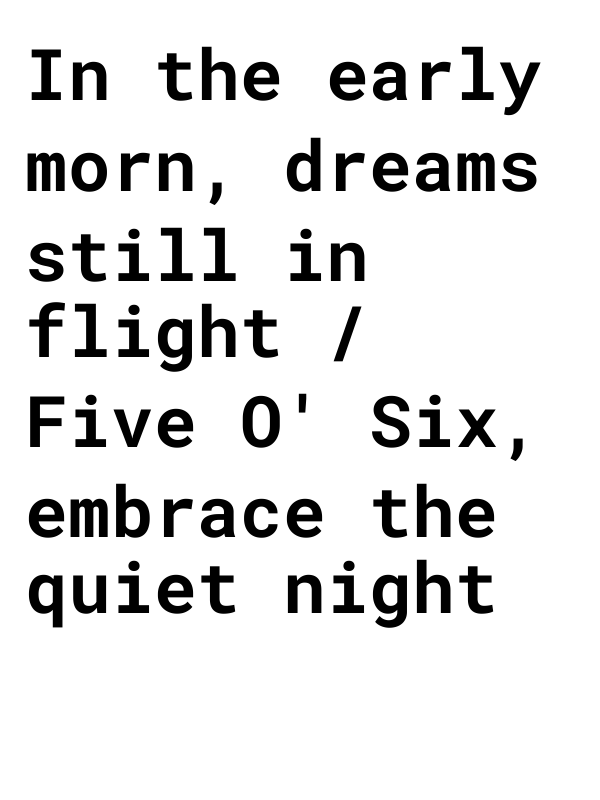 In the early
morn, dreams
still in
flight /
Five O' Six,
embrace the
quiet night